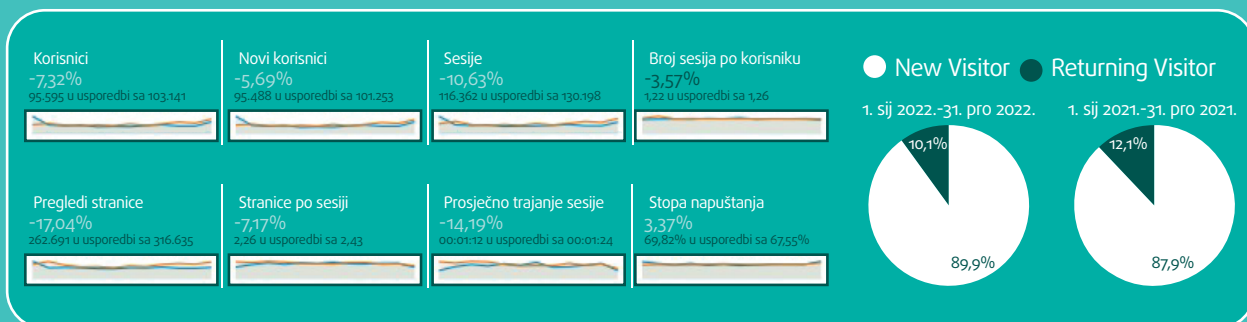 Korisnici
-7,32%
95.595 u usporedbi sa 103.141
Novi korisnici
-5,69%
95.488 u usporedbi sa 101.253
Sesije
-10,63%
116.362 u usporedbi sa 130.198
Broj sesija po korisniku
-3,57%
1,22 u usporedbi sa 1,26
Pregledi stranice
-17,04%
262.691 u usporedbi sa 316.635
Stranice po sesiji
-7,17%
2,26 u usporedbi sa 2,43
Prosječno trajanje sesije
-14,19%
00:01:12 u usporedbi sa 00:01:24
Stopa napuštanja
3,37%
69,82% u usporedbi sa 67,55%
New Visitor Returning Visitor
1. sij 2022.-31. pro 2022.
10,1%
89,9%
1. sij 2021.-31. pro 2021.
12,1%
87,9%